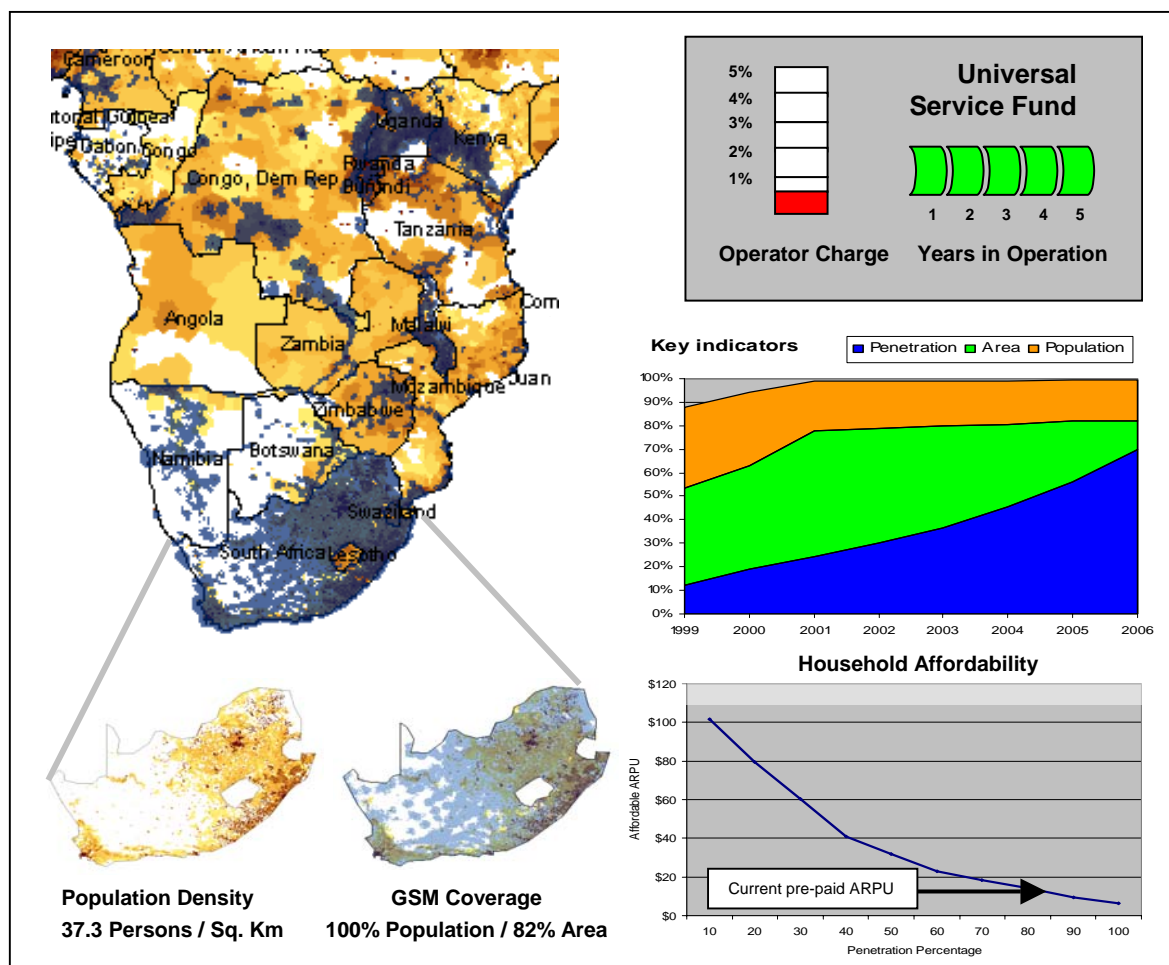 Cameroon
Uganda
Kenya
Gabon
Congo
Rwanda
Congo, Dem Rep
Burundi
Tanzania
Com
Angola
Malawi
Zambia
Juan
Mozambique
Zimbabwe
Botswana
Namibia
Swaziland
South Africa
Lesotho
Population Density
37.3 Persons / Sq. Km
GSM Coverage
100% Population / 82% Area
Universal
Service Fund
5%
4%
3%
2%
1%
1 2 3 4 5
Operator Charge
Years in Operation
Key indicators
Penetration Area Population
100%
90%
80%
70%
60%
50%
40%
30%
20%
10%
0%
1999 2000 2001 2002 2003 2004 2005 2006
Household Affordability
$120
$100
$80
$60
$40
$20
$0
Affordable ARPU
Current pre-paid ARPU
10 20 30 40 50 60 70 80 90 100
Penetration Percentage